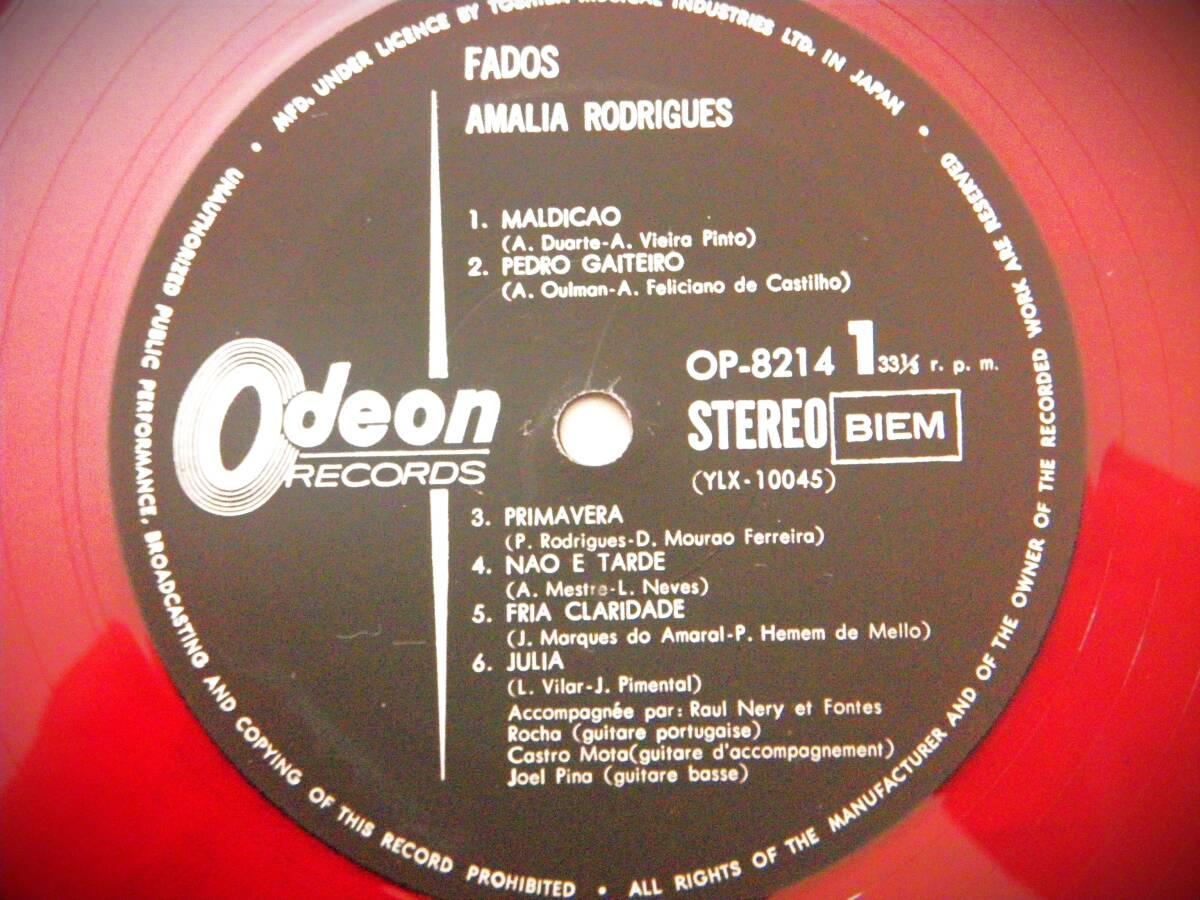 FADOS
AMALIA RODRIGUES
1. MALDICAO
(A. Duarte-A. Vieira Pinto)
2. PEDRO GAITEIRO
(A. Oulman-A. Feliciano de Castilho)
Odeon
RECORDS
OP-8214 1 33⅓ r. p. m.
STEREO BIEM
(YLX-10045)
3. PRIMAVERA
(P. Rodrigues-D. Mourao Ferreira)
4. NAO E TARDE
(A. Mestre-L. Neves)
5. FRIA CLARIDADE
(J. Marques do Amaral-P. Hemem de Mello)
6. JULIA
(L. Vilar-J. Pimental)
Accompagnée par: Raul Nery et Fontes
Rocha (guitare portugaise)
Castro Mota(guitare d'accompagnement)
Joel Pina (guitare basse)
MFD. UNDER LICENCE BY TOSHIBA MUSICAL INDUSTRIES LTD. IN JAPAN •
UNAUTHORIZED PUBLIC PERFORMANCE, BROADCASTING AND COPYING OF THIS RECORD PROHIBITED •
ALL RIGHTS OF THE MANUFACTURER AND OF THE OWNER OF THE RECORDED WORK ARE RESERVED